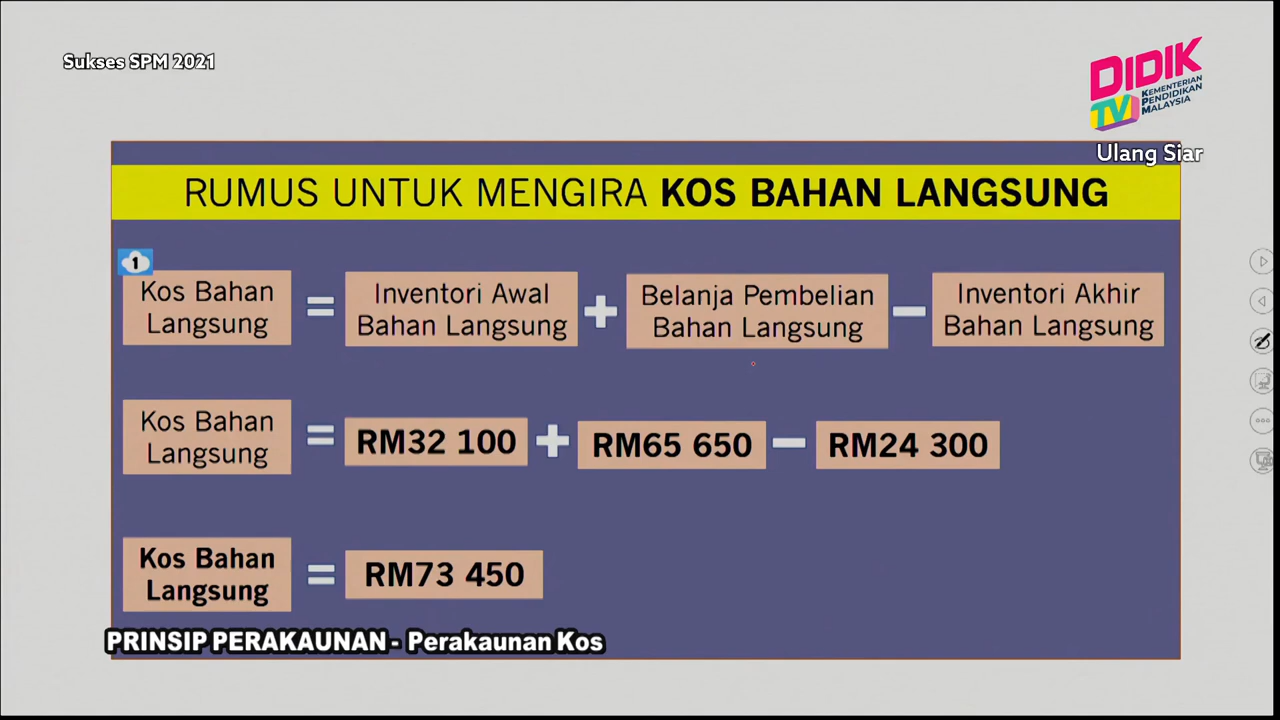 Sukses SPM 2021
DIDIK
TV
KEMENTERIAN
PENDIDIKAN
MALAYSIA
Ulang Siar
RUMUS UNTUK MENGIRA KOS BAHAN LANGSUNG
1
Kos Bahan
Langsung
=
Inventori Awal
Bahan Langsung
+
Belanja Pembelian
Bahan Langsung
−
Inventori Akhir
Bahan Langsung
Kos Bahan
Langsung
= RM32 100 + RM65 650 − RM24 300
Kos Bahan
Langsung
= RM73 450
PRINSIP PERAKAUNAN - Perakaunan Kos